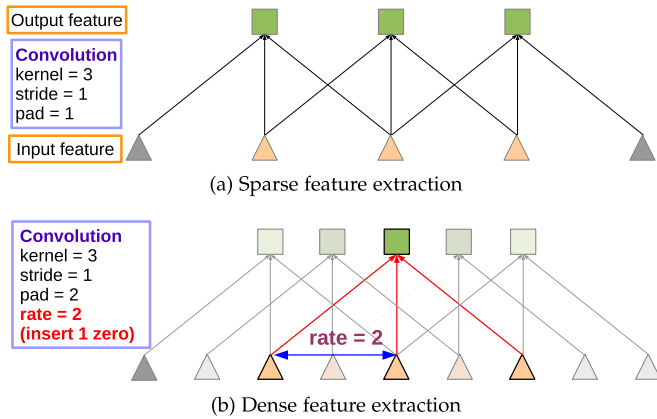 Output feature
Convolution
kernel = 3
stride = 1
pad = 1
Input feature
(a) Sparse feature extraction
Convolution
kernel = 3
stride = 1
pad = 2
rate = 2
(insert 1 zero)
rate = 2
(b) Dense feature extraction